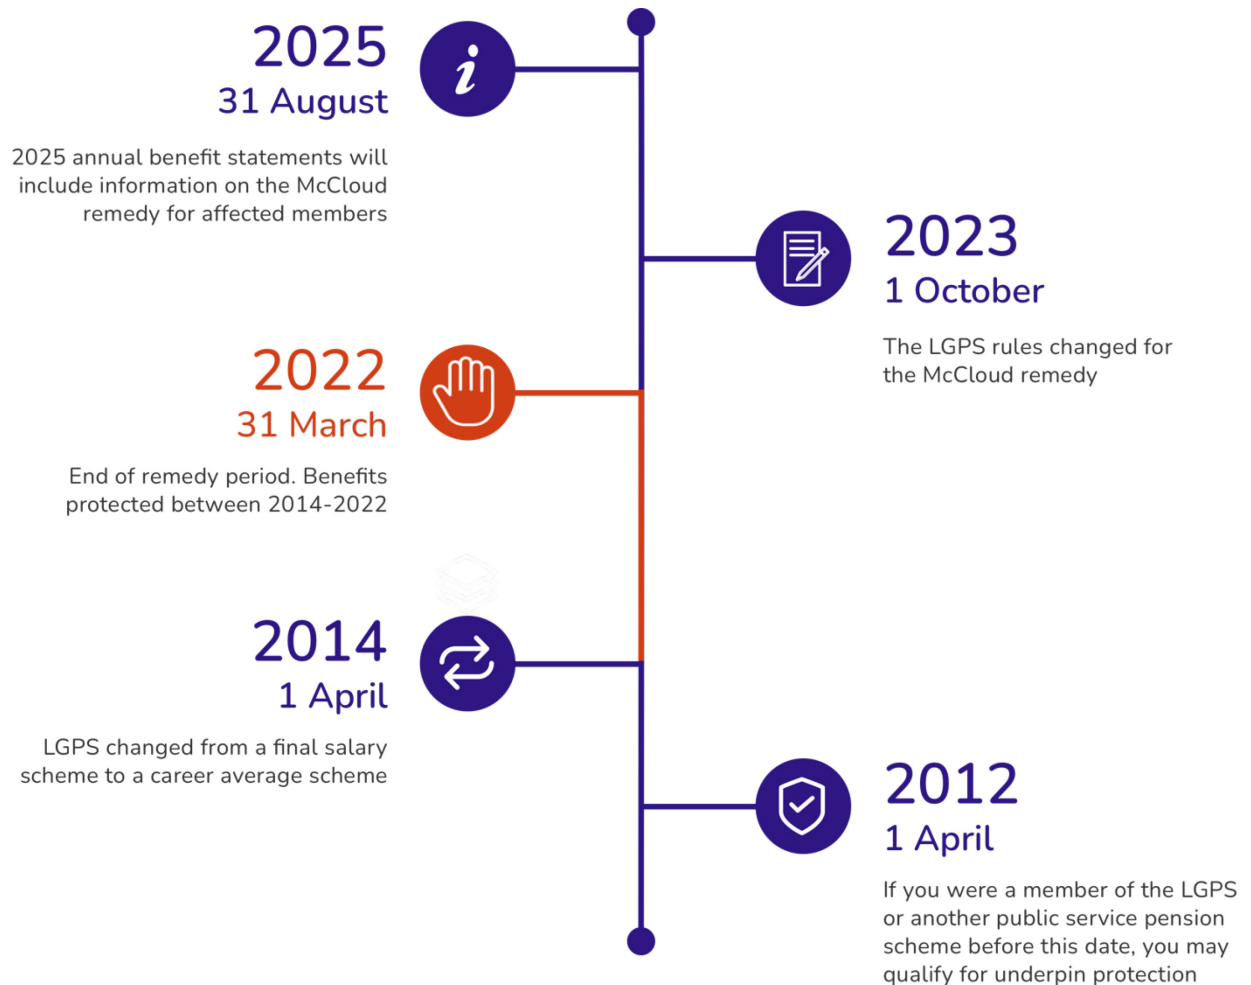 2025
31 August
2025 annual benefit statements will
include information on the McCloud
remedy for affected members
2023
1 October
The LGPS rules changed for
the McCloud remedy
2022
31 March
End of remedy period. Benefits
protected between 2014-2022
2014
1 April
LGPS changed from a final salary
scheme to a career average scheme
2012
1 April
If you were a member of the LGPS
or another public service pension
scheme before this date, you may
qualify for underpin protection